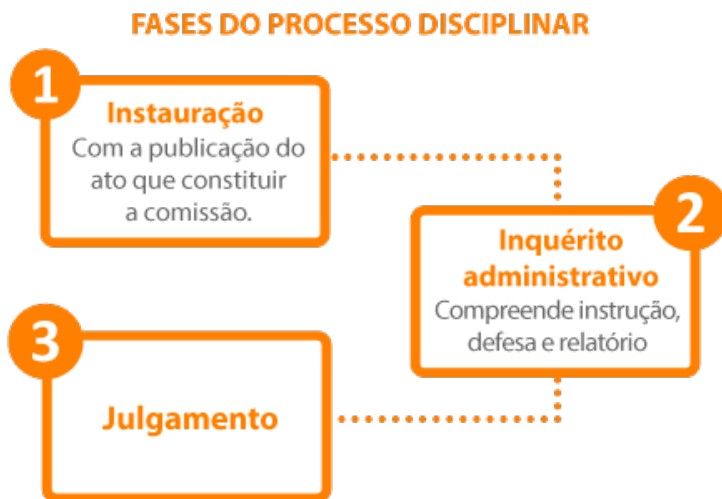 FASES DO PROCESSO DISCIPLINAR
1
Instauração
Com a publicação do
ato que constituir
a comissão.
2
Inquérito
administrativo
Compreende instrução,
defesa e relatório
3
Julgamento